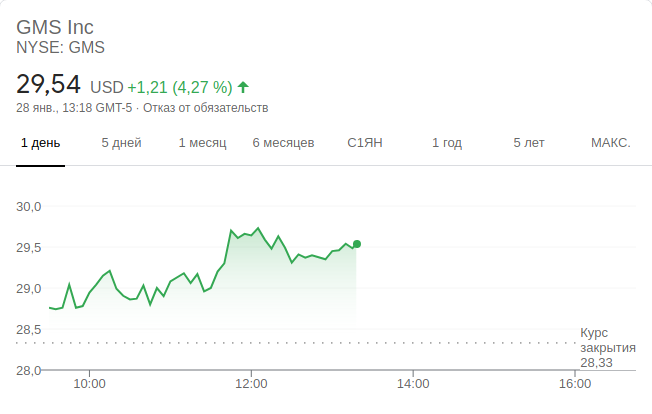 GMS Inc
NYSE: GMS
29,54 USD +1,21 (4,27 %)
28 янв., 13:18 GMT-5 · Отказ от обязательств
1 день 5 дней 1 месяц 6 месяцев С1ЯН 1 год 5 лет МАКС.
30,0
29,5
29,0
28,5
28,0
Курс
закрытия
28,33
10:00 12:00 14:00 16:00